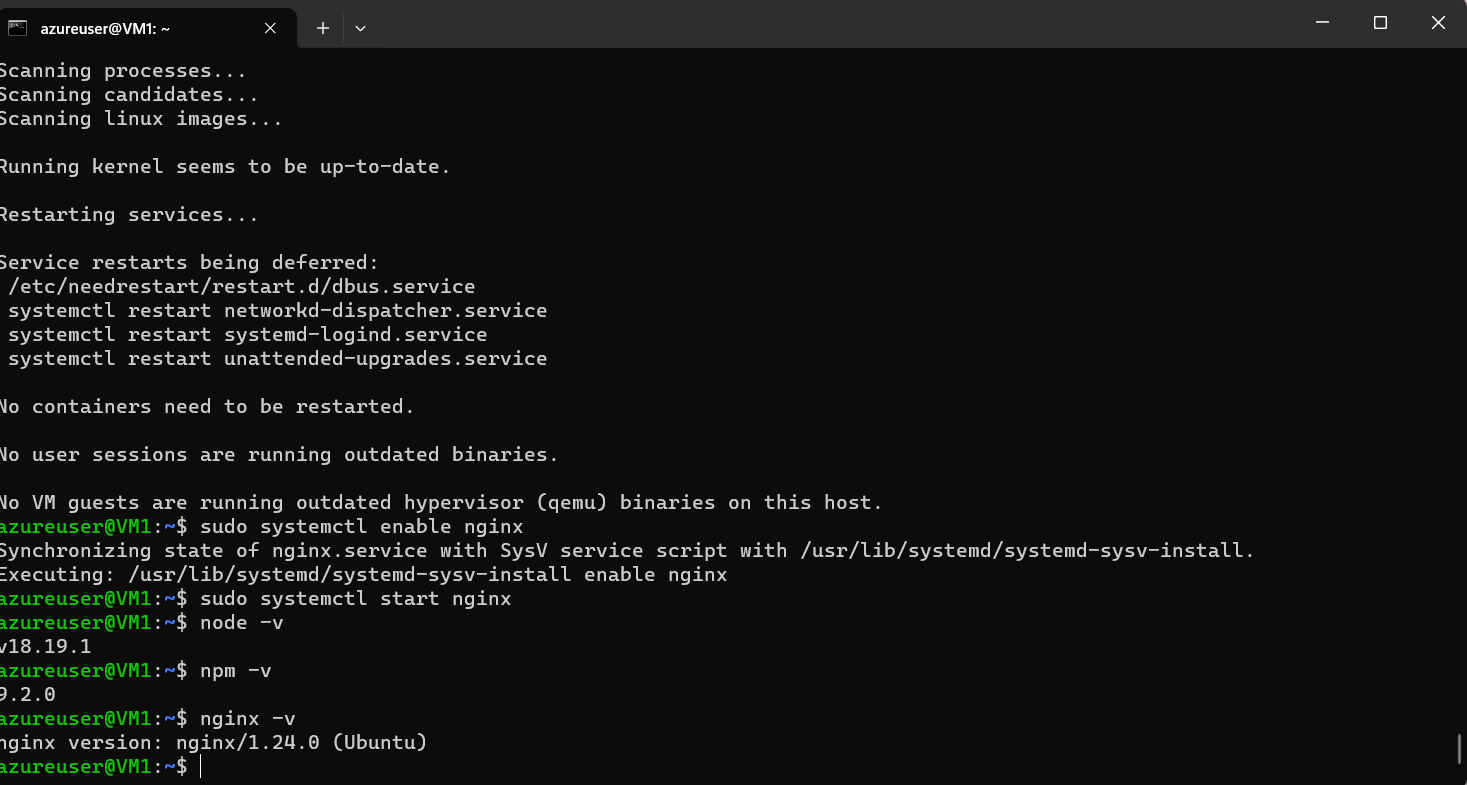 azureuser@VM1: ~
Scanning processes...
Scanning candidates...
Scanning linux images...
Running kernel seems to be up-to-date.
Restarting services...
Service restarts being deferred:
/etc/needrestart/restart.d/dbus.service
systemctl restart networkd-dispatcher.service
systemctl restart systemd-logind.service
systemctl restart unattended-upgrades.service
No containers need to be restarted.
No user sessions are running outdated binaries.
No VM guests are running outdated hypervisor (qemu) binaries on this host.
azureuser@VM1:~$ sudo systemctl enable nginx
Synchronizing state of nginx.service with SysV service script with /usr/lib/systemd/systemd-sysv-install.
Executing: /usr/lib/systemd/systemd-sysv-install enable nginx
azureuser@VM1:~$ sudo systemctl start nginx
azureuser@VM1:~$ node -v
v18.19.1
azureuser@VM1:~$ npm -v
9.2.0
azureuser@VM1:~$ nginx -v
nginx version: nginx/1.24.0 (Ubuntu)
azureuser@VM1:~$